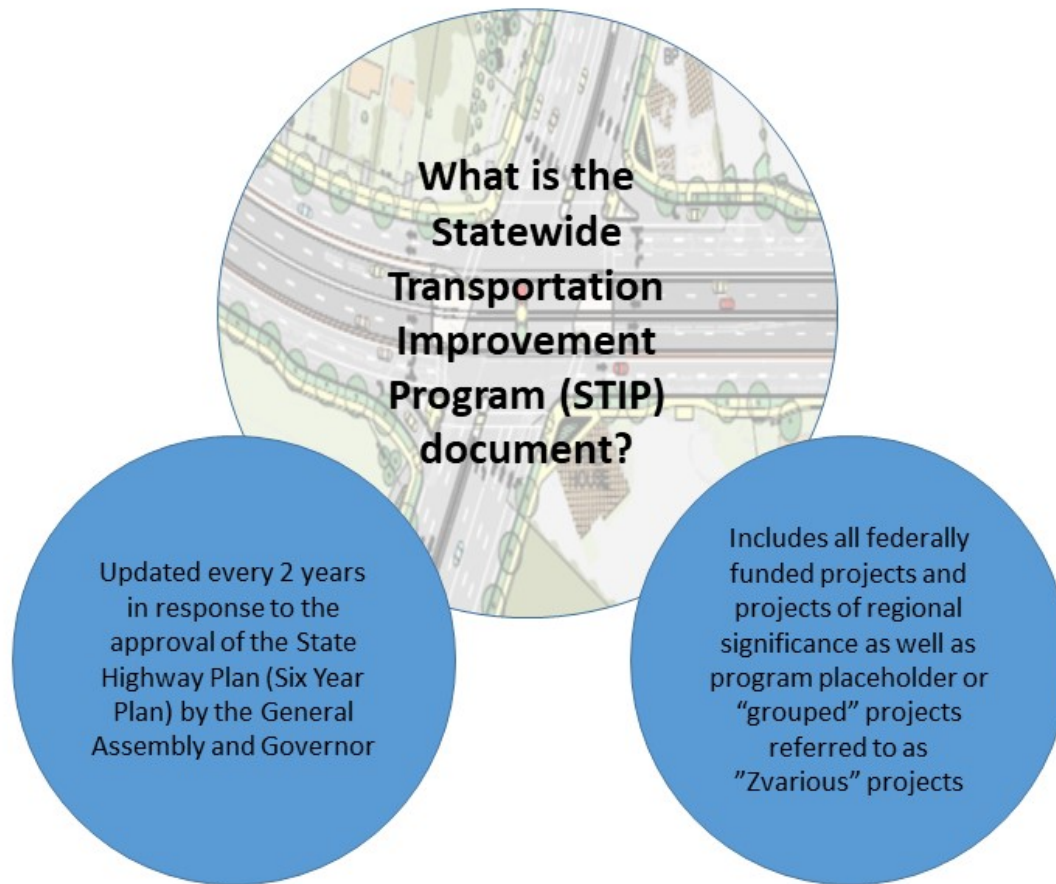 What is the
Statewide
Transportation
Improvement
Program (STIP)
document?
HOUSE
Updated every 2 years
in response to the
approval of the State
Highway Plan (Six Year
Plan) by the General
Assembly and Governor
Includes all federally
funded projects and
projects of regional
significance as well as
program placeholder or
“grouped” projects
referred to as
”Zvarious” projects